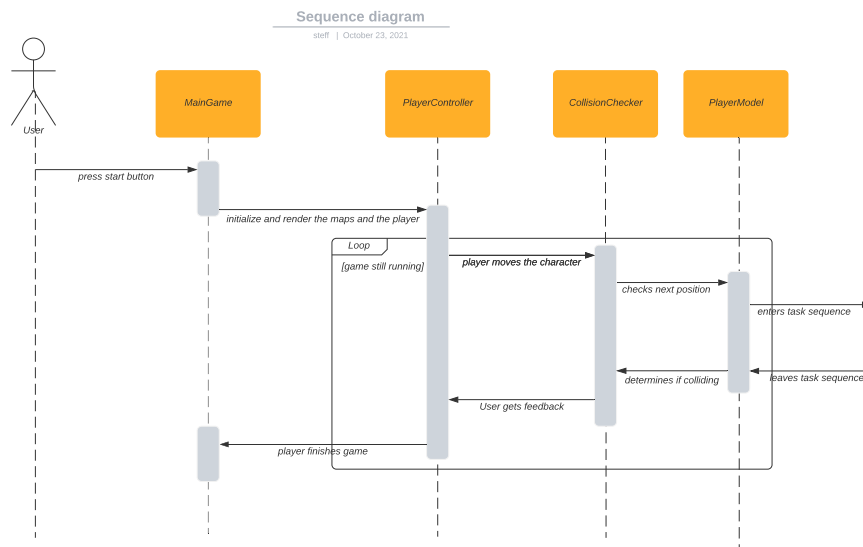 Sequence diagram
steff | October 23, 2021
User
MainGame
PlayerController
CollisionChecker
PlayerModel
press start button
initialize and render the maps and the player
Loop
[game still running]
player moves the character
checks next position
enters task sequence
determines if colliding
leaves task sequence
User gets feedback
player finishes game